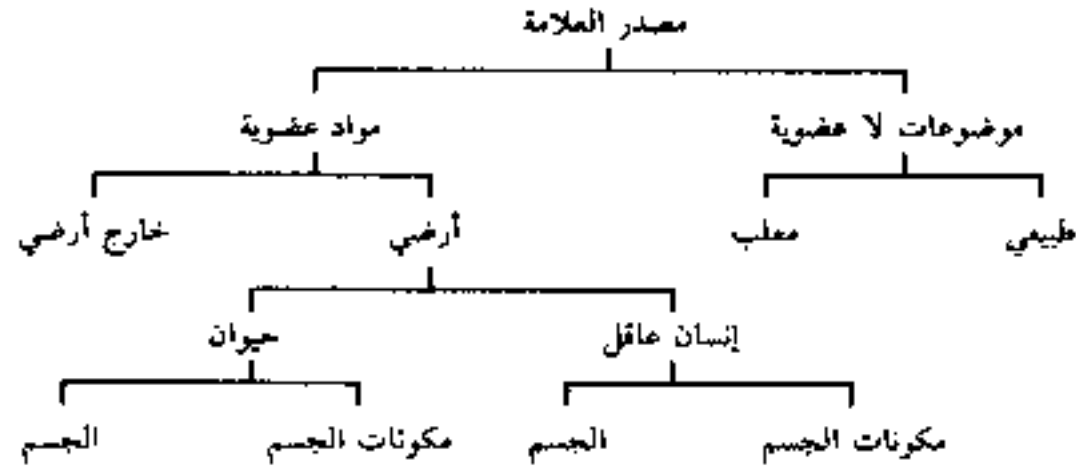 مصدر العلامة
موضوعات لا عضوية مواد عضوية
طبيعي معلب أرضي خارج أرضي
إنسان عاقل حيوان
مكونات الجسم الجسم مكونات الجسم الجسم